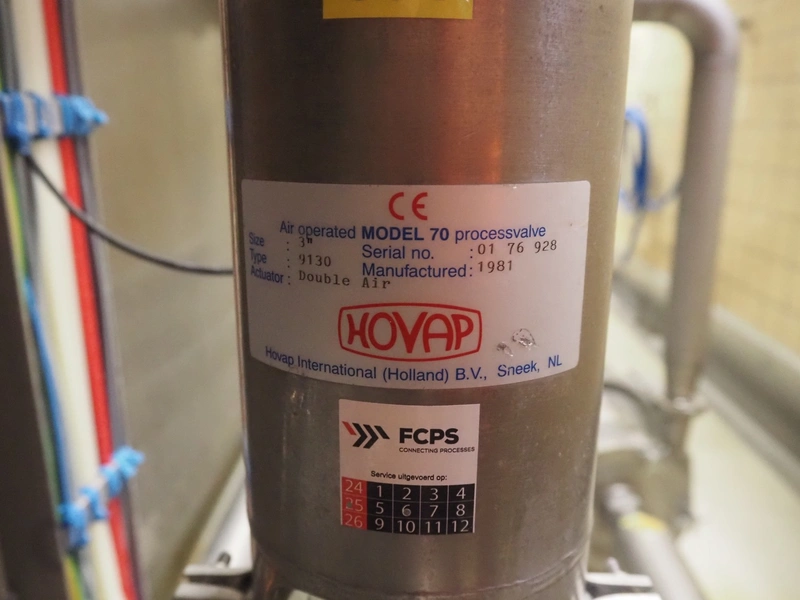 CE
Air operated MODEL 70 processvalve
Size : 3" Serial no. : 01 76 928
Type : 9130 Manufactured : 1981
Actuator : Double Air
HOVAP
Hovap International (Holland) B.V., Sneek, NL
FCPS
CONNECTING PROCESSES
Service uitgevoerd op:
24 1 2 3 4
25 5 6 7 8
26 9 10 11 12